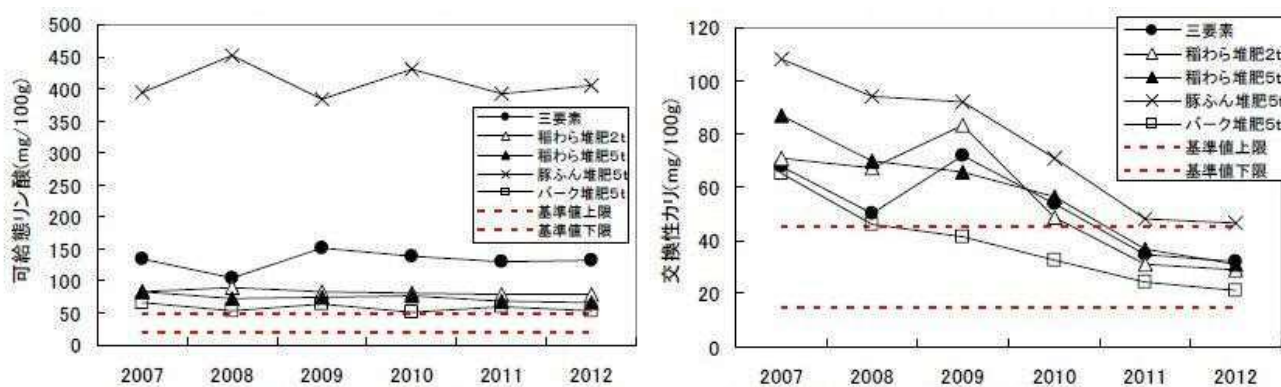 可給態リン酸(mg/100g)
500
450
400
350
300
250
200
150
100
50
0
2007 2008 2009 2010 2011 2012
三要素
稲わら堆肥2t
稲わら堆肥5t
豚ふん堆肥5t
バーク堆肥5t
基準値上限
基準値下限
交換性カリ(mg/100g)
120
100
80
60
40
20
0
2007 2008 2009 2010 2011 2012
三要素
稲わら堆肥2t
稲わら堆肥5t
豚ふん堆肥5t
バーク堆肥5t
基準値上限
基準値下限